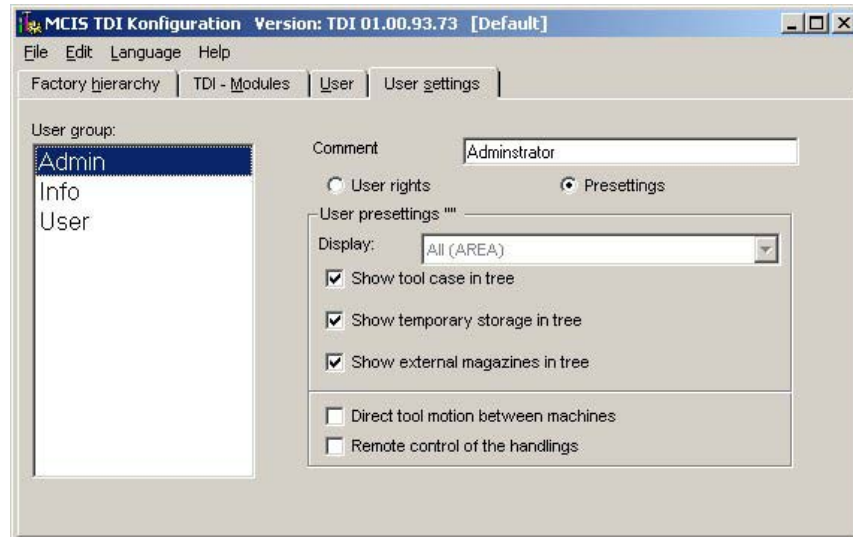 MCIS TDI Konfiguration Version: TDI 01.00.93.73 [Default]
File Edit Language Help
Factory hierarchy TDI - Modules User User settings
User group:
Admin
Info
User
Comment Adminstrator
User rights Presettings
User presettings ""
Display: All (AREA)
Show tool case in tree
Show temporary storage in tree
Show external magazines in tree
Direct tool motion between machines
Remote control of the handlings